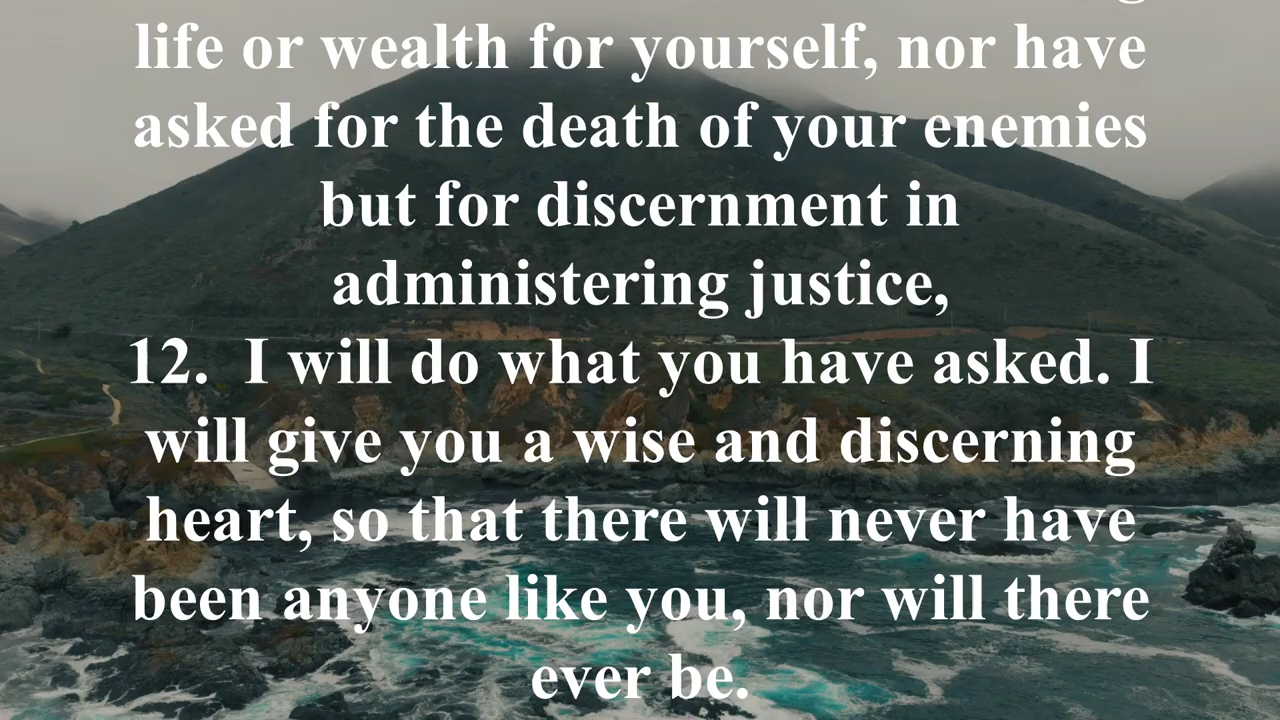 life or wealth for yourself, nor have
asked for the death of your enemies
but for discernment in
administering justice,
12. I will do what you have asked. I
will give you a wise and discerning
heart, so that there will never have
been anyone like you, nor will there
ever be.